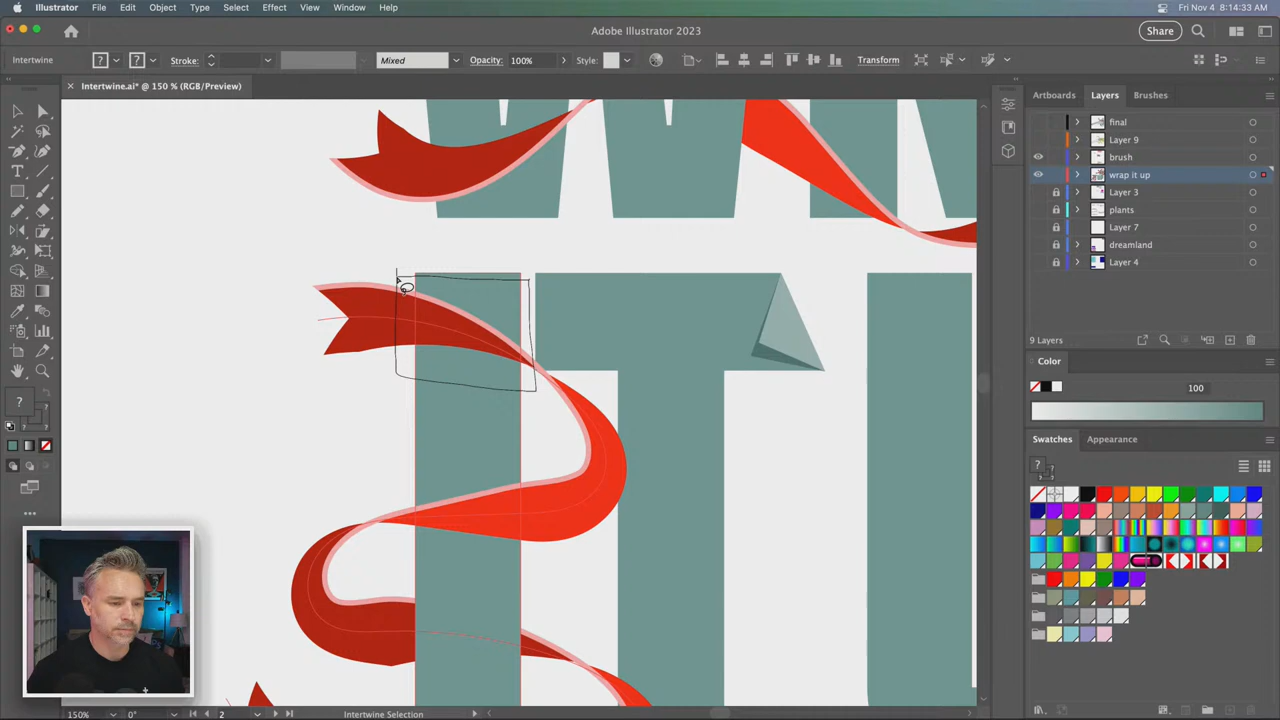 Illustrator File Edit Object Type Select Effect View Window Help
Fri Nov 4 8:14:33 AM
Adobe Illustrator 2023
Share
Intertwine
?
?
Stroke:
Mixed
Opacity: 100%
Style:
Transform
× Intertwine.ai* @ 150 % (RGB/Preview)
Artboards Layers Brushes
final
Layer 9
brush
wrap it up
Layer 3
plants
Layer 7
dreamland
Layer 4
9 Layers
Color
100
Swatches Appearance
?
?
IT
150% 0° 2 Intertwine Selection